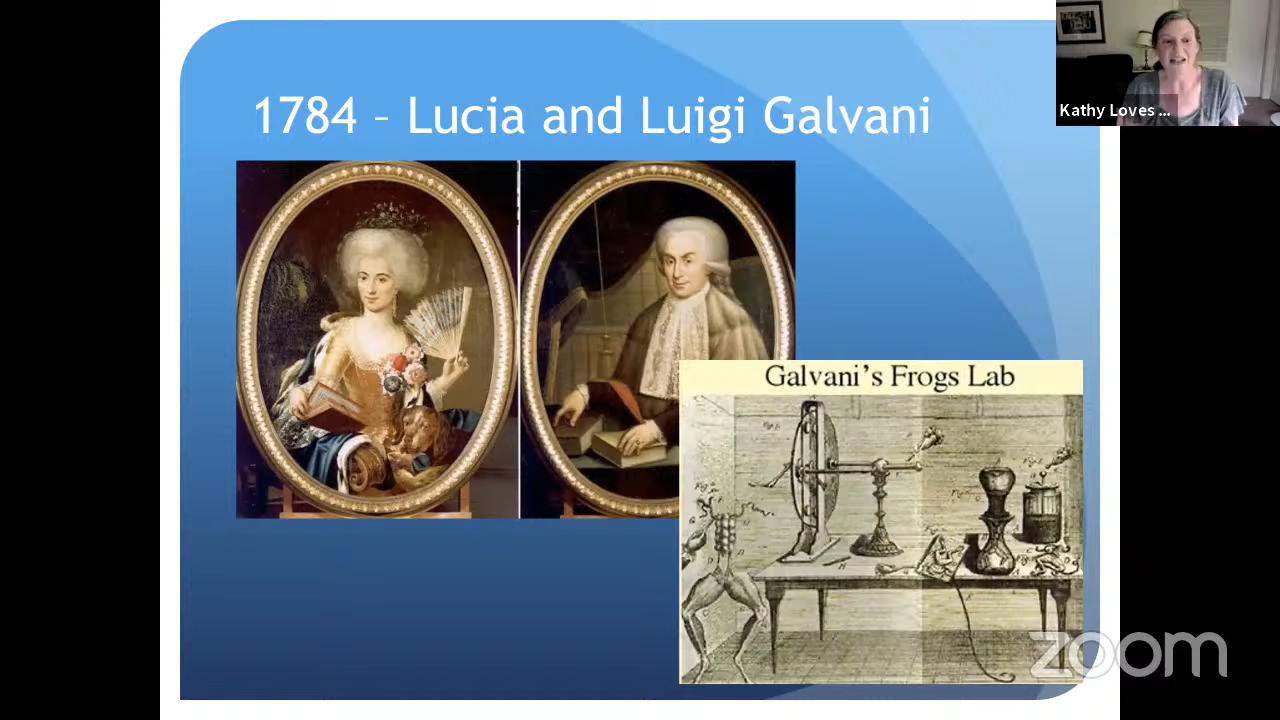 1784 – Lucia and Luigi Galvani
Kathy Loves ...
Galvani's Frogs Lab
zoom